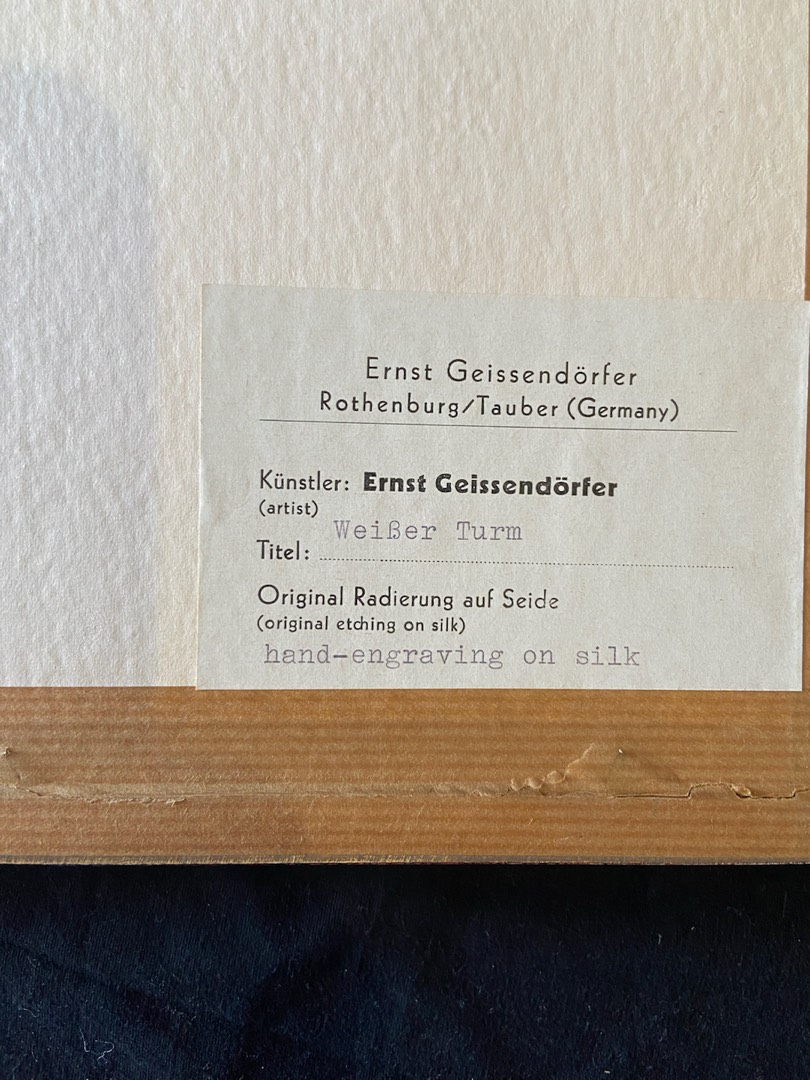 Ernst Geissendörfer
Rothenburg/Tauber (Germany)
Künstler: Ernst Geissendörfer
(artist)
Weißer Turm
Titel:
Original Radierung auf Seide
(original etching on silk)
hand-engraving on silk